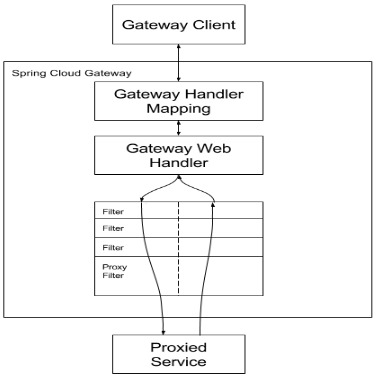 Gateway Client
Spring Cloud Gateway
Gateway Handler
Mapping
Gateway Web
Handler
Filter
Filter
Filter
Proxy
Filter
Proxied
Service